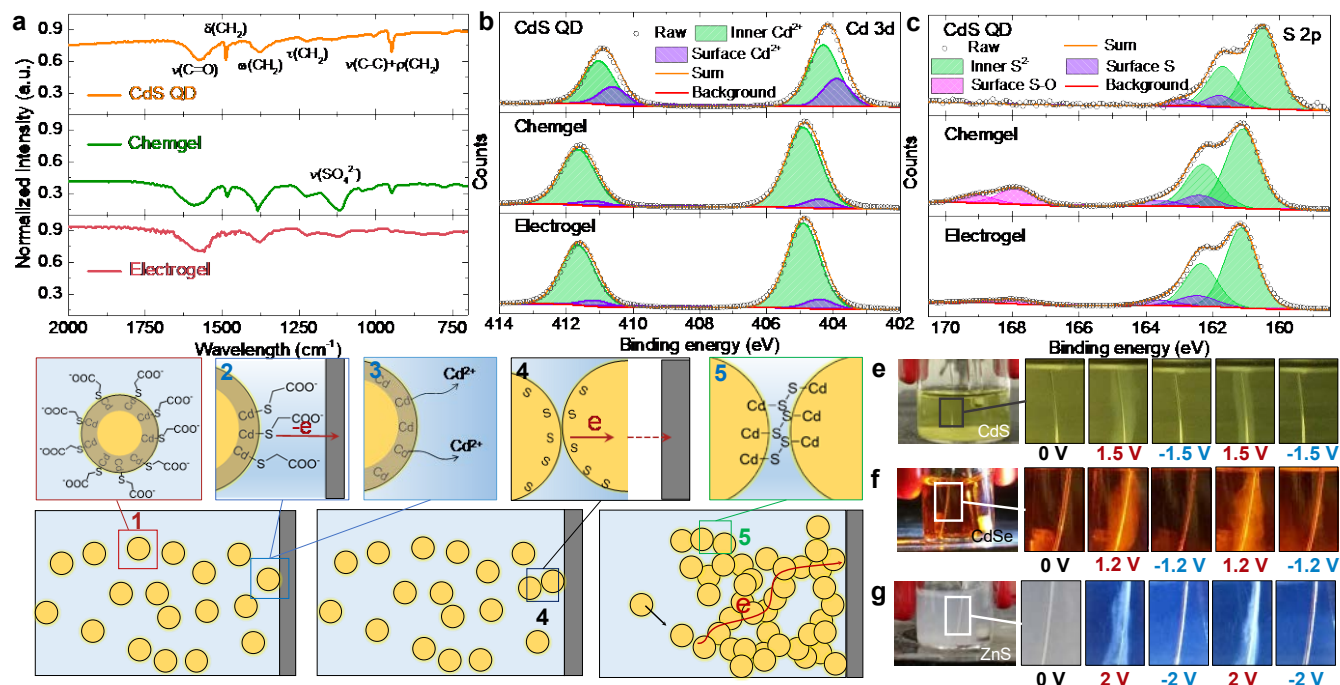 a
b
c
Normalized Intensity (a.u.)
0.9
0.6
0.3
δ(CH₂)
τ(CH₂)
ν(C=O)
ω(CH₂)
ν(C-C)+ρ(CH₂)
CdS QD
0.9
0.6
0.3
Chemgel
ν(SO₄²)
0.9
0.6
0.3
Electrogel
2000 1750 1500 1250 1000 750
Wavelength (cm⁻¹)
Counts
CdS QD
Raw
Inner Cd²⁺
Surface Cd²⁺
Sum
Background
Cd 3d
Chemgel
Electrogel
414 412 410 408 406 404 402
Binding energy (eV)
Counts
CdS QD
S 2p
Raw
Sum
Inner S²⁻
Surface S
Surface S-O
Background
Chemgel
Electrogel
170 168 166 164 162 160
Binding energy (eV)
2
-e
COO⁻
COO⁻
COO⁻
3
Cd²⁺
Cd²⁺
4
e
5
1
4
5
e
e
CdS
0 V 1.5 V -1.5 V 1.5 V -1.5 V
f
CdSe
0 V 1.2 V -1.2 V 1.2 V -1.2 V
g
ZnS
0 V 2 V -2 V 2 V -2 V